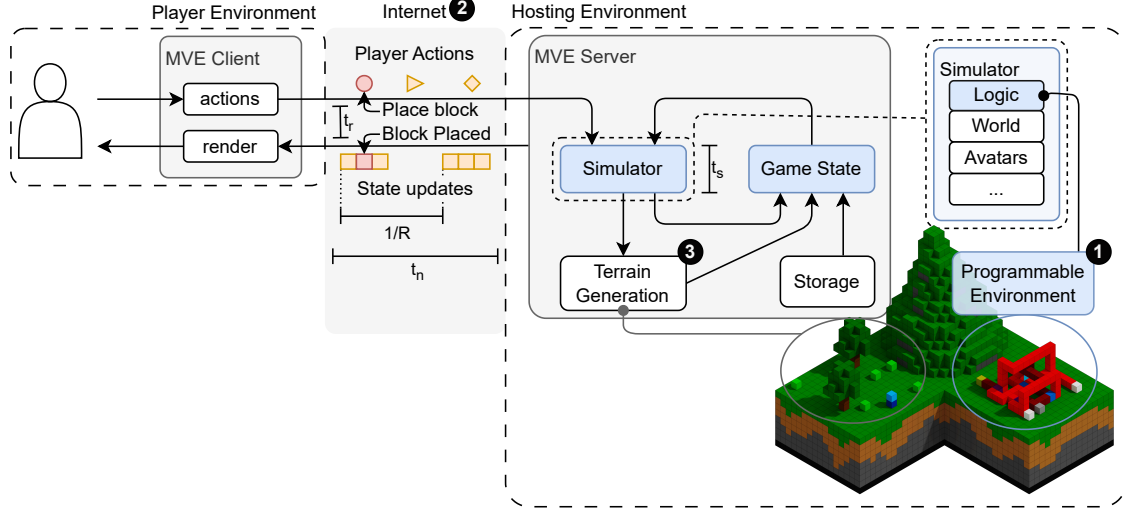 Player Environment
Internet 2
Hosting Environment
MVE Client
actions
render
Player Actions
Place block
t_r
Block Placed
State updates
1/R
t_n
MVE Server
Simulator
t_s
Game State
3
Terrain
Generation
Storage
Simulator
Logic
World
Avatars
...
1
Programmable
Environment